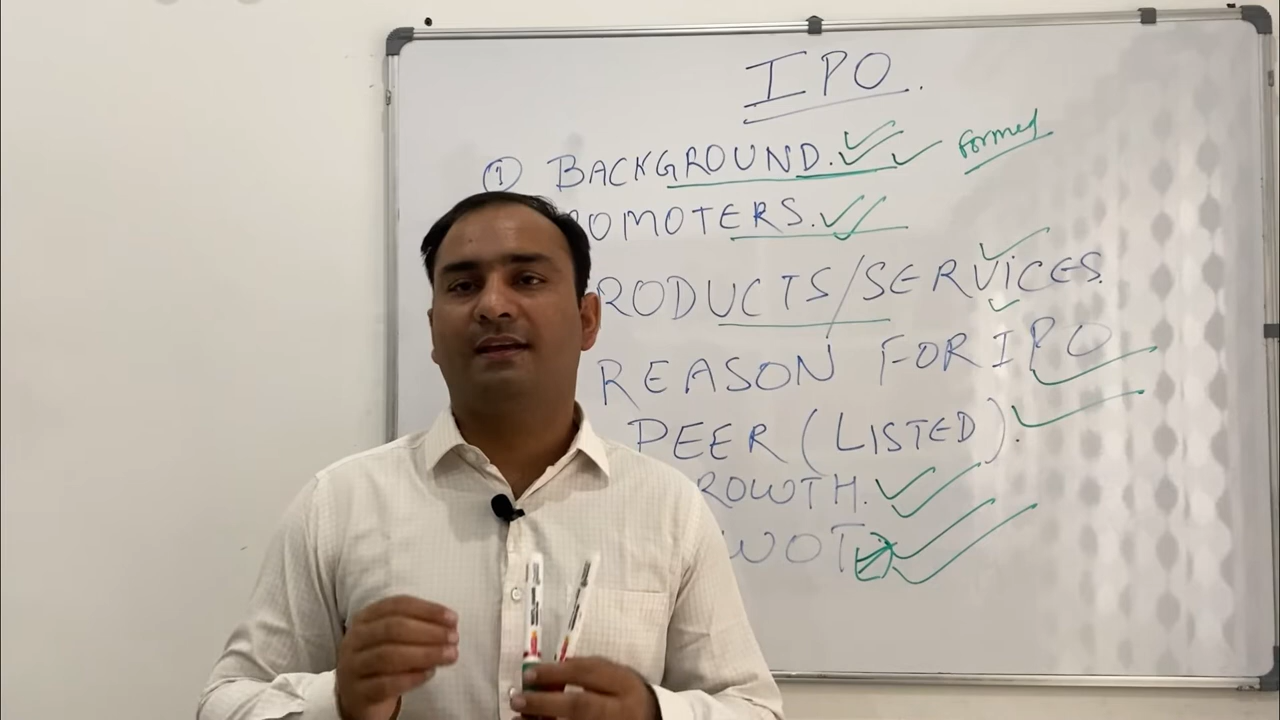 IPO.
① BACKGROUND. Formed
ROMOTERS.
RODUCTS/SERVICES.
REASON FOR IPO
PEER (LISTED).
ROWTH.
WOT